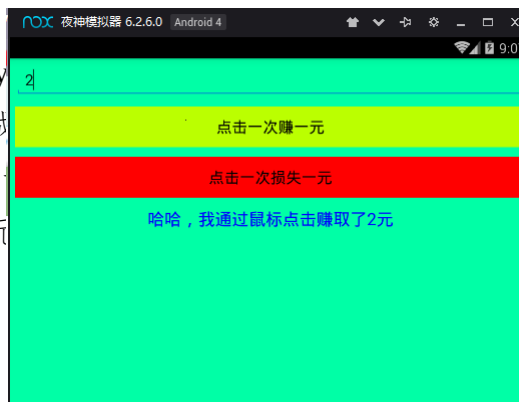 nox 夜神模拟器 6.2.6.0 Android 4
2
点击一次赚一元
点击一次损失一元
哈哈，我通过鼠标点击赚取了2元